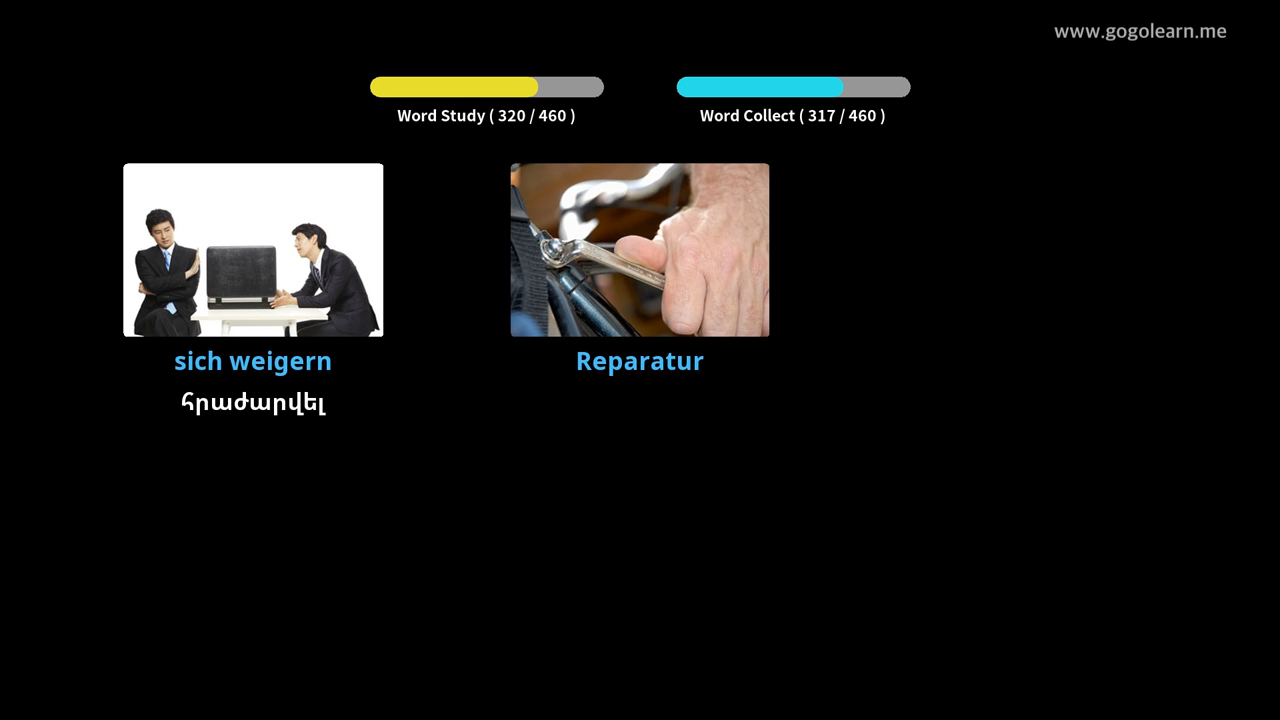 www.gogolearn.me
Word Study ( 320 / 460 )
Word Collect ( 317 / 460 )
sich weigern
հրաժարվել
Reparatur